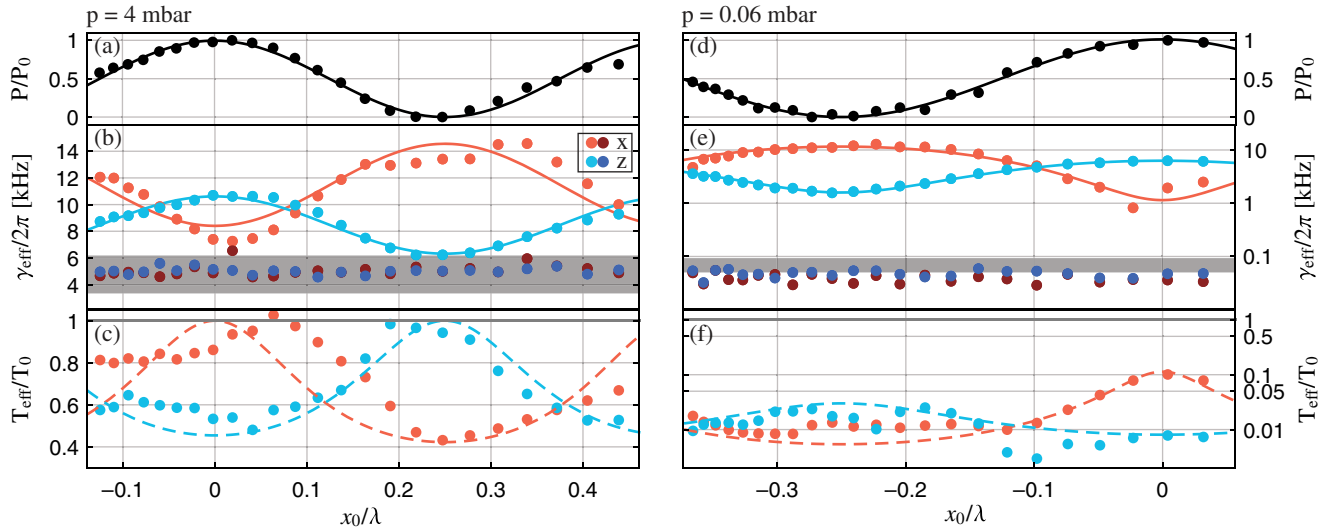 p = 4 mbar
(a)
P/P₀
1
0.5
0
(b)
γeff/2π [kHz]
14
12
10
8
6
4
x
z
(c)
Teff/T₀
1
0.8
0.6
0.4
−0.1
0
0.1
0.2
0.3
0.4
x₀/λ
p = 0.06 mbar
(d)
1
0.5
0
P/P₀
(e)
10
1
0.1
γeff/2π [kHz]
(f)
1
0.5
0.1
0.05
0.01
Teff/T₀
−0.3
−0.2
−0.1
0
x₀/λ